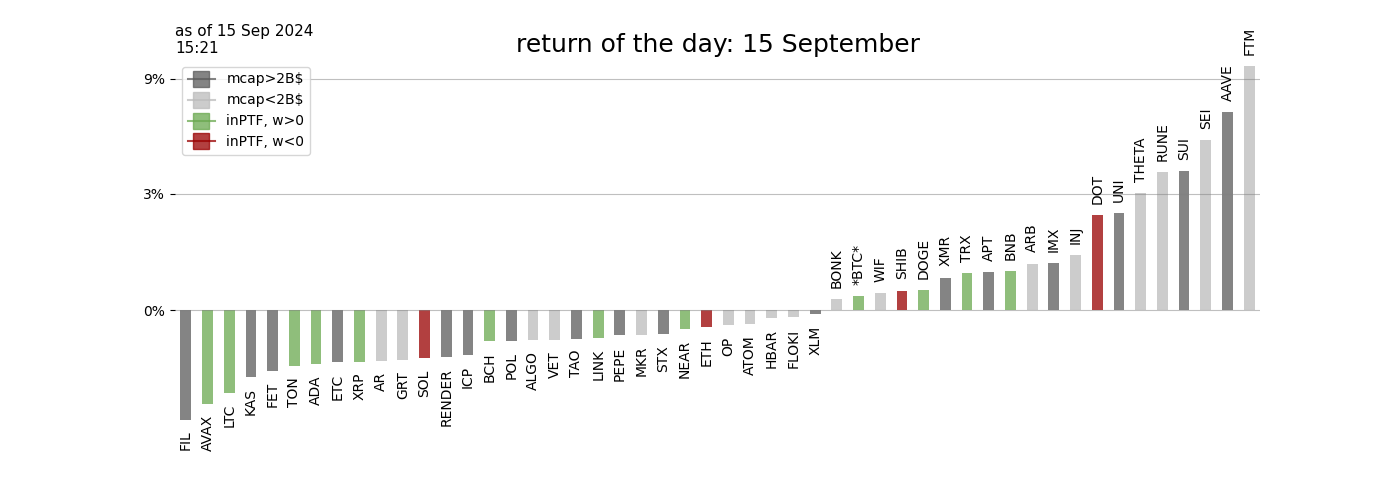 as of 15 Sep 2024
15:21
return of the day: 15 September
9%
3%
0%
mcap>2B$
mcap<2B$
inPTF, w>0
inPTF, w<0
FIL
AVAX
LTC
KAS
FET
TON
ADA
ETC
XRP
AR
GRT
SOL
RENDER
ICP
BCH
POL
ALGO
VET
TAO
LINK
PEPE
MKR
STX
NEAR
ETH
OP
ATOM
HBAR
FLOKI
XLM
BONK
*BTC*
WIF
SHIB
DOGE
XMR
TRX
APT
BNB
ARB
IMX
INJ
DOT
UNI
THETA
RUNE
SUI
SEI
AAVE
FTM